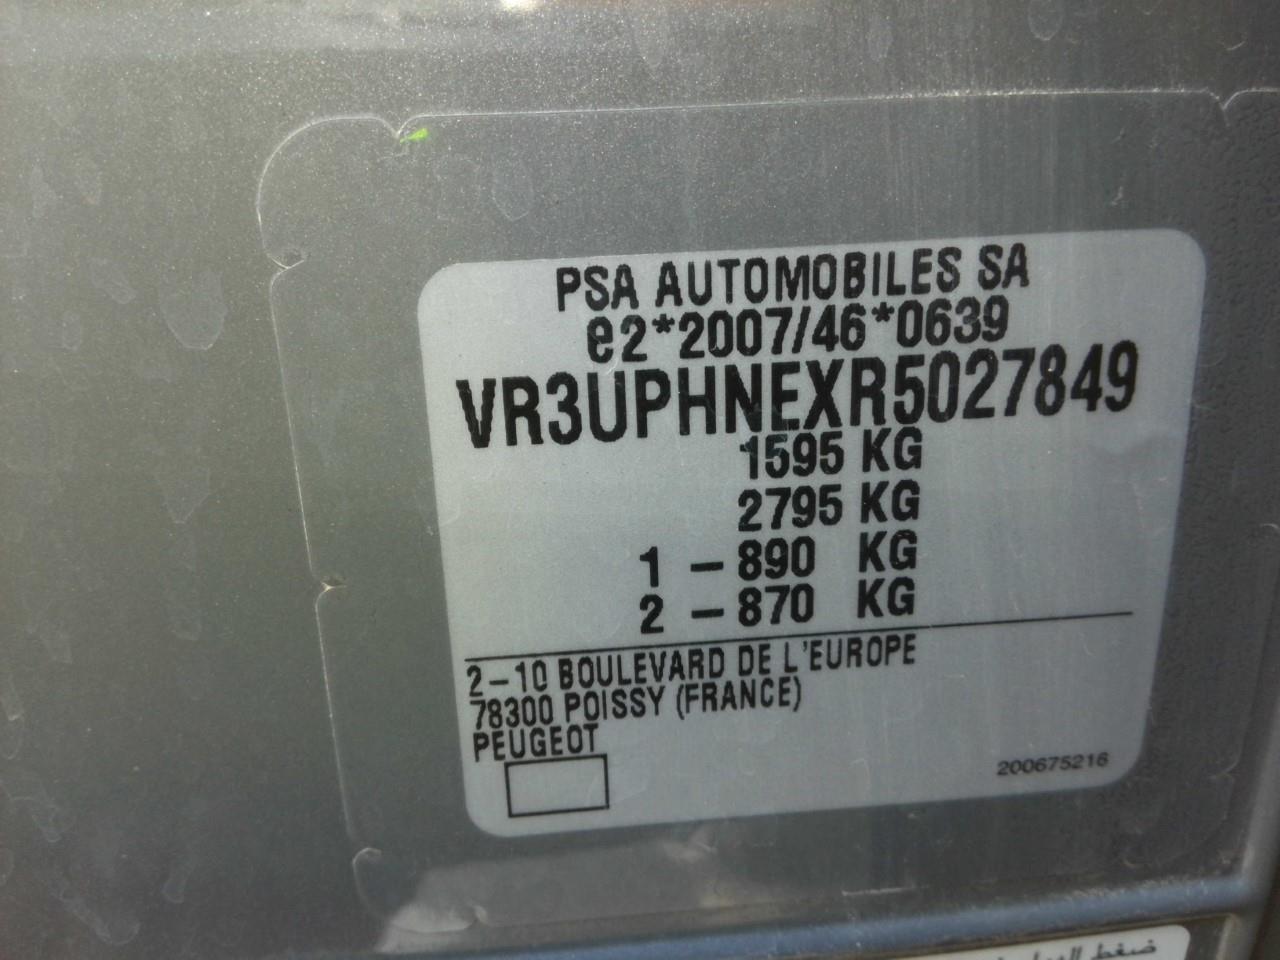 PSA AUTOMOBILES SA
e2*2007/46*0639
VR3UPHNEXR5027849
1595 KG
2795 KG
1 - 890 KG
2 - 870 KG
2-10 BOULEVARD DE L'EUROPE
78300 POISSY (FRANCE)
PEUGEOT
200675216
ضغط